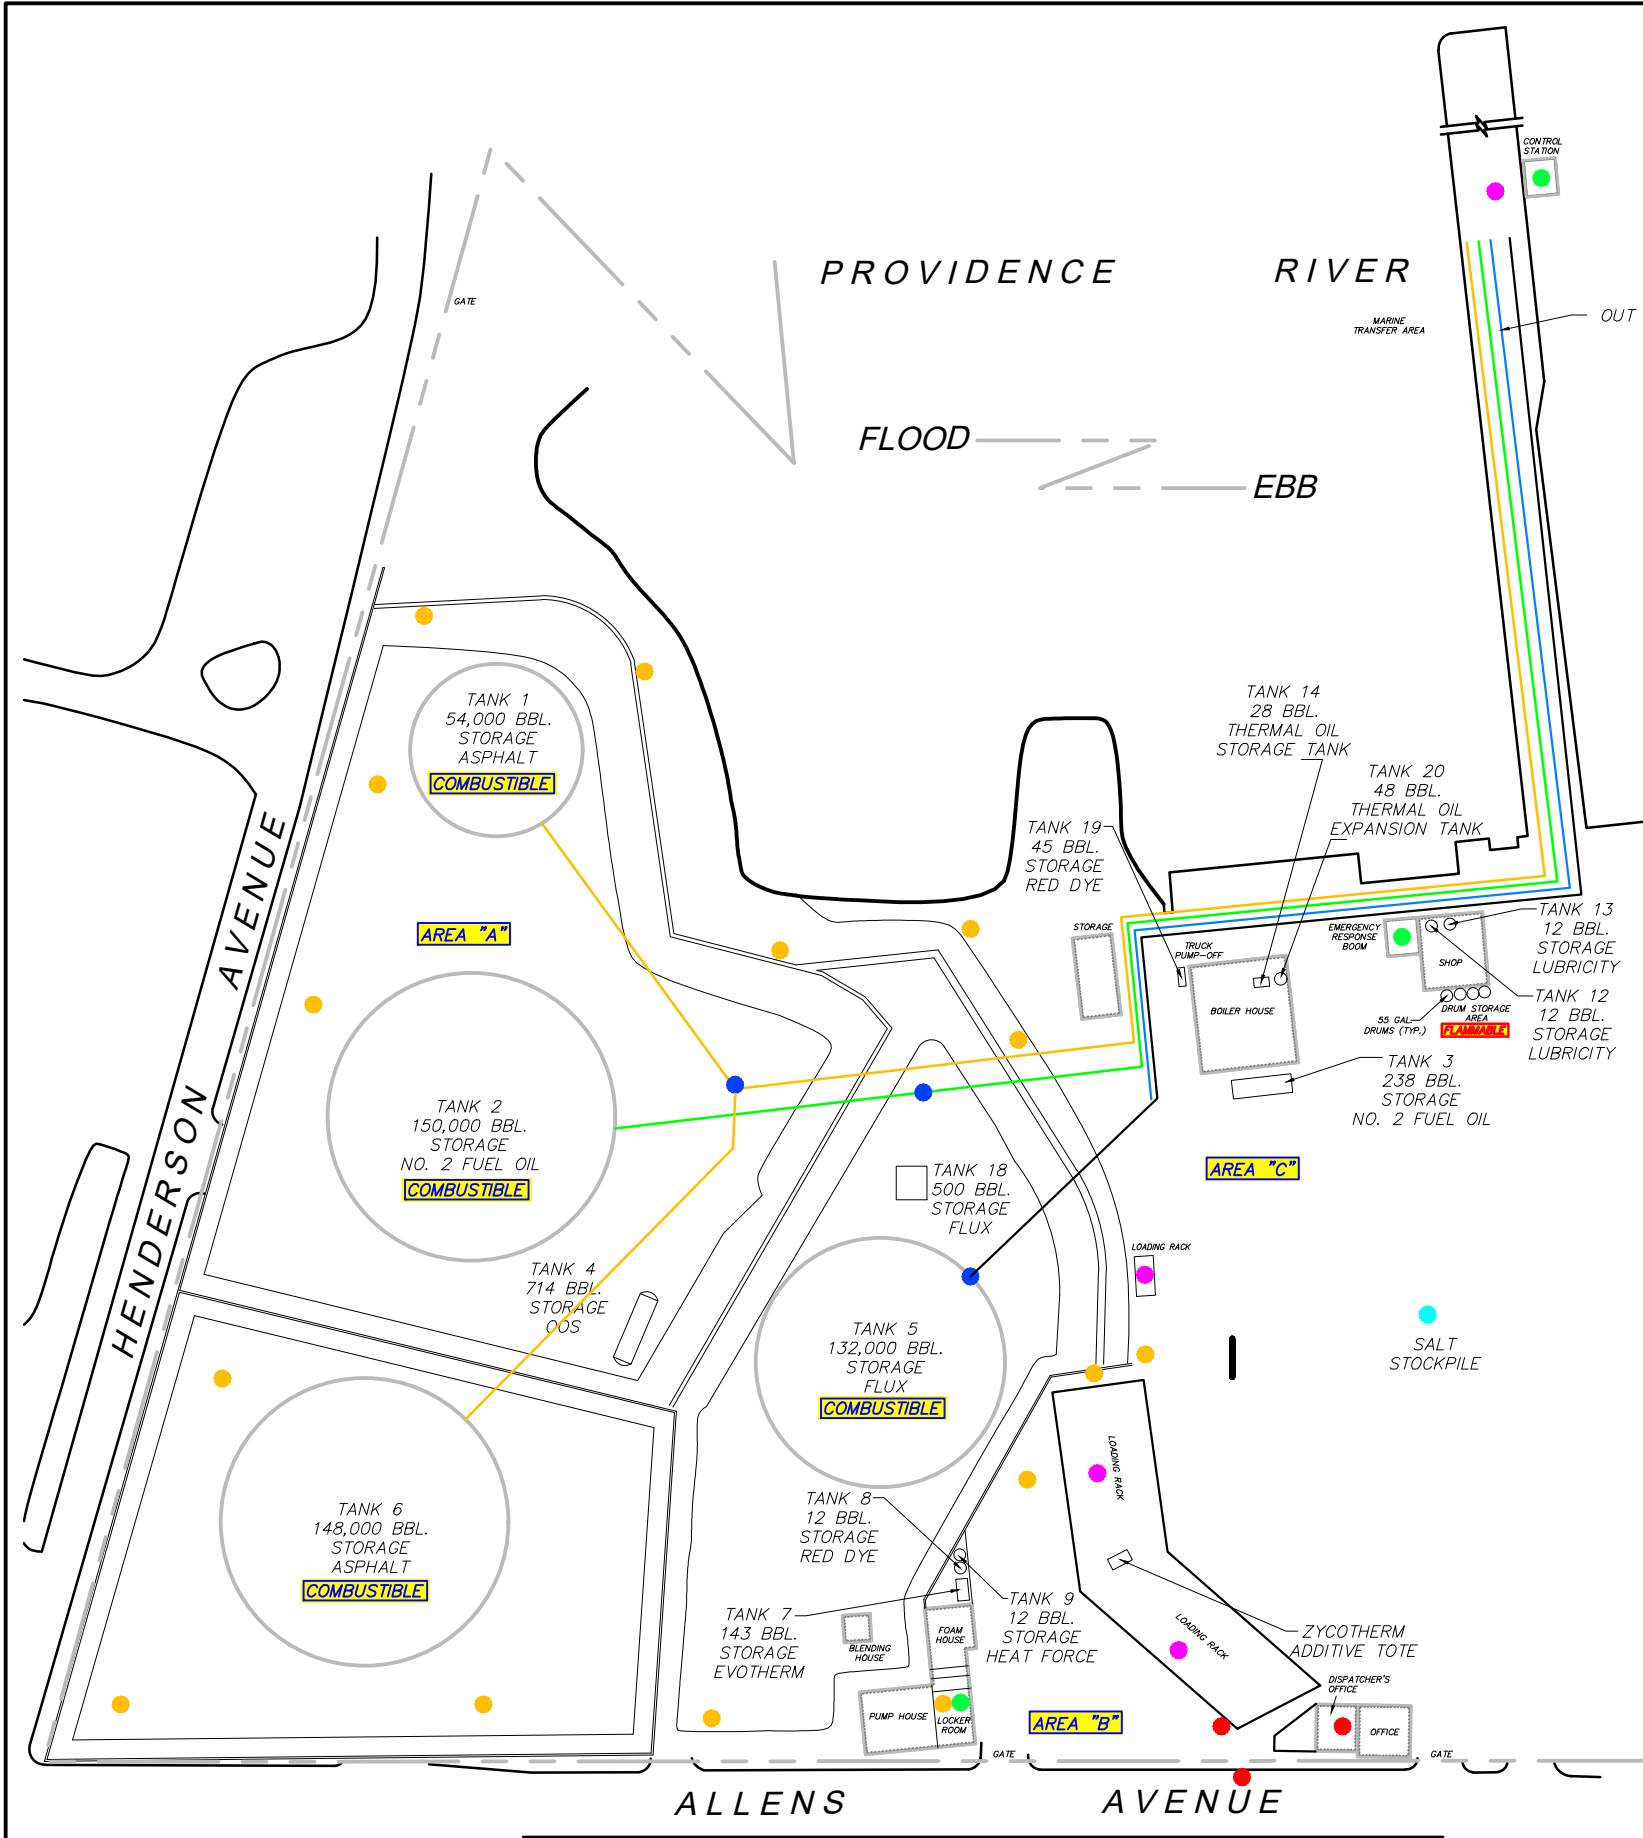 CONTROL
STATION
PROVIDENCE RIVER
GATE
MARINE
TRANSFER AREA
OUT
FLOOD
EBB
TANK 1
54,000 BBL.
STORAGE
ASPHALT
COMBUSTIBLE
TANK 14
28 BBL.
THERMAL OIL
STORAGE TANK
TANK 20
48 BBL.
THERMAL OIL
EXPANSION TANK
TANK 19
45 BBL.
STORAGE
RED DYE
HENDERSON AVENUE
AREA "A"
STORAGE
TRUCK
PUMP-OFF
EMERGENCY
RESPONSE
BOOM
SHOP
TANK 13
12 BBL.
STORAGE
LUBRICITY
BOILER HOUSE
55 GAL.
DRUMS (TYP.)
DRUM STORAGE
AREA
FLAMMABLE
TANK 12
12 BBL.
STORAGE
LUBRICITY
TANK 3
238 BBL.
STORAGE
NO. 2 FUEL OIL
TANK 2
150,000 BBL.
STORAGE
NO. 2 FUEL OIL
COMBUSTIBLE
TANK 18
500 BBL.
STORAGE
FLUX
AREA "C"
LOADING RACK
TANK 4
714 BBL.
STORAGE
OOS
TANK 5
132,000 BBL.
STORAGE
FLUX
COMBUSTIBLE
SALT
STOCKPILE
LOADING RACK
TANK 6
148,000 BBL.
STORAGE
ASPHALT
COMBUSTIBLE
TANK 8
12 BBL.
STORAGE
RED DYE
TANK 7
143 BBL.
STORAGE
EVOTHERM
BLENDING
HOUSE
FOAM
HOUSE
TANK 9
12 BBL.
STORAGE
HEAT FORCE
LOADING RACK
ZYCOTHERM
ADDITIVE TOTE
DISPATCHER'S
OFFICE
PUMP HOUSE
LOCKER
ROOM
AREA "B"
OFFICE
GATE
GATE
ALLENS AVENUE